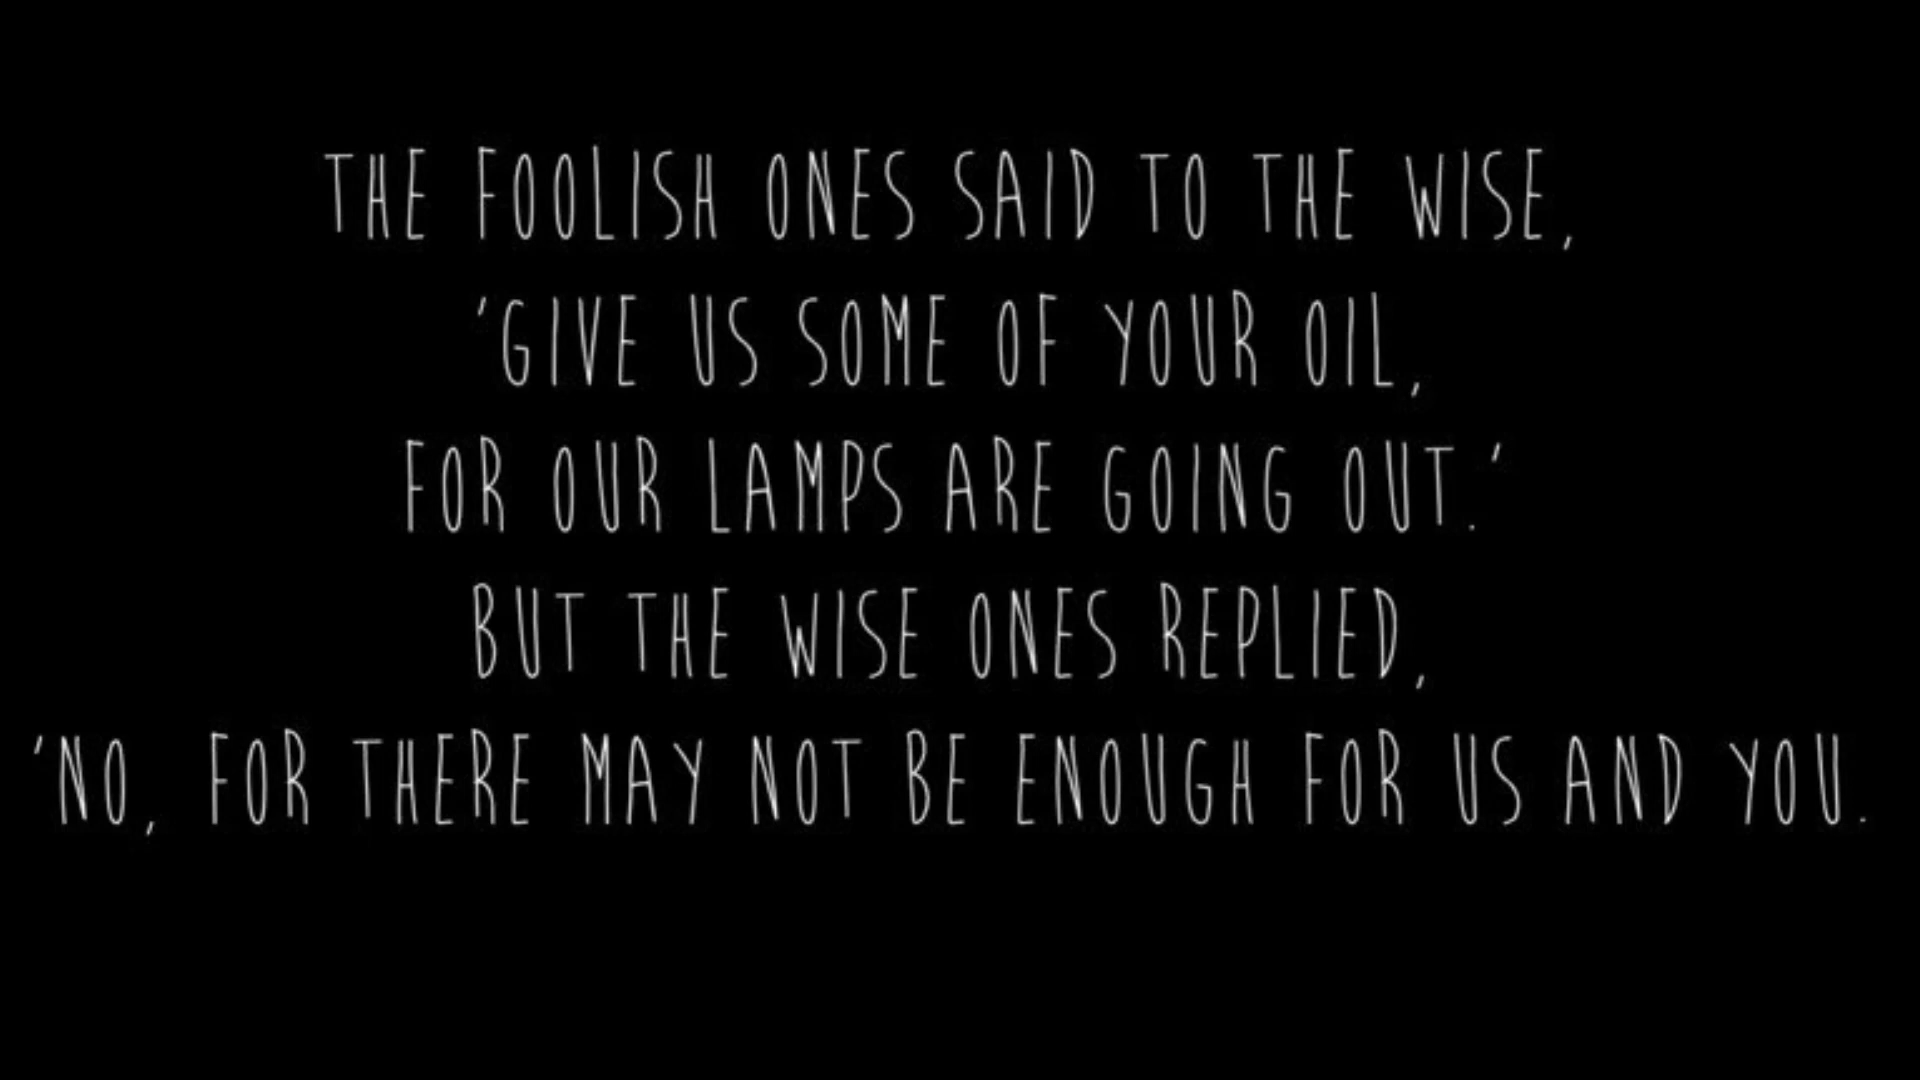 THE FOOLISH ONES SAID TO THE WISE,
'GIVE US SOME OF YOUR OIL,
FOR OUR LAMPS ARE GOING OUT.'
BUT THE WISE ONES REPLIED,
'NO, FOR THERE MAY NOT BE ENOUGH FOR US AND YOU.